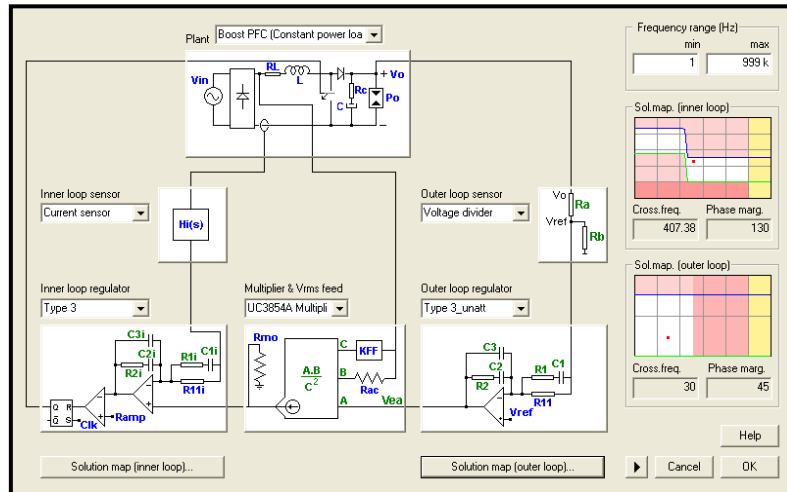 Plant
Boost PFC (Constant power loa
Vin
RL
L
Rc
C
+ Vo
Po
Inner loop sensor
Current sensor
Hi(s)
Outer loop sensor
Voltage divider
Vo
Ra
Vref
Rb
Inner loop regulator
Type 3
C3i
C2i
R2i
R1i
C1i
R11i
Q R
Q S
Clk
Ramp
Multiplier & Vrms feed
UC3854A Multipli
Rmo
A.B
C²
C
KFF
B
Rac
A
Vea
Outer loop regulator
Type 3_unatt
C3
C2
R2
R1
C1
R11
Vref
Solution map (inner loop)...
Solution map (outer loop)...
Frequency range (Hz)
min max
1 999 k
Sol.map. (inner loop)
Cross.freq. Phase marg.
407.38 130
Sol.map. (outer loop)
Cross.freq. Phase marg.
30 45
Help
Cancel OK